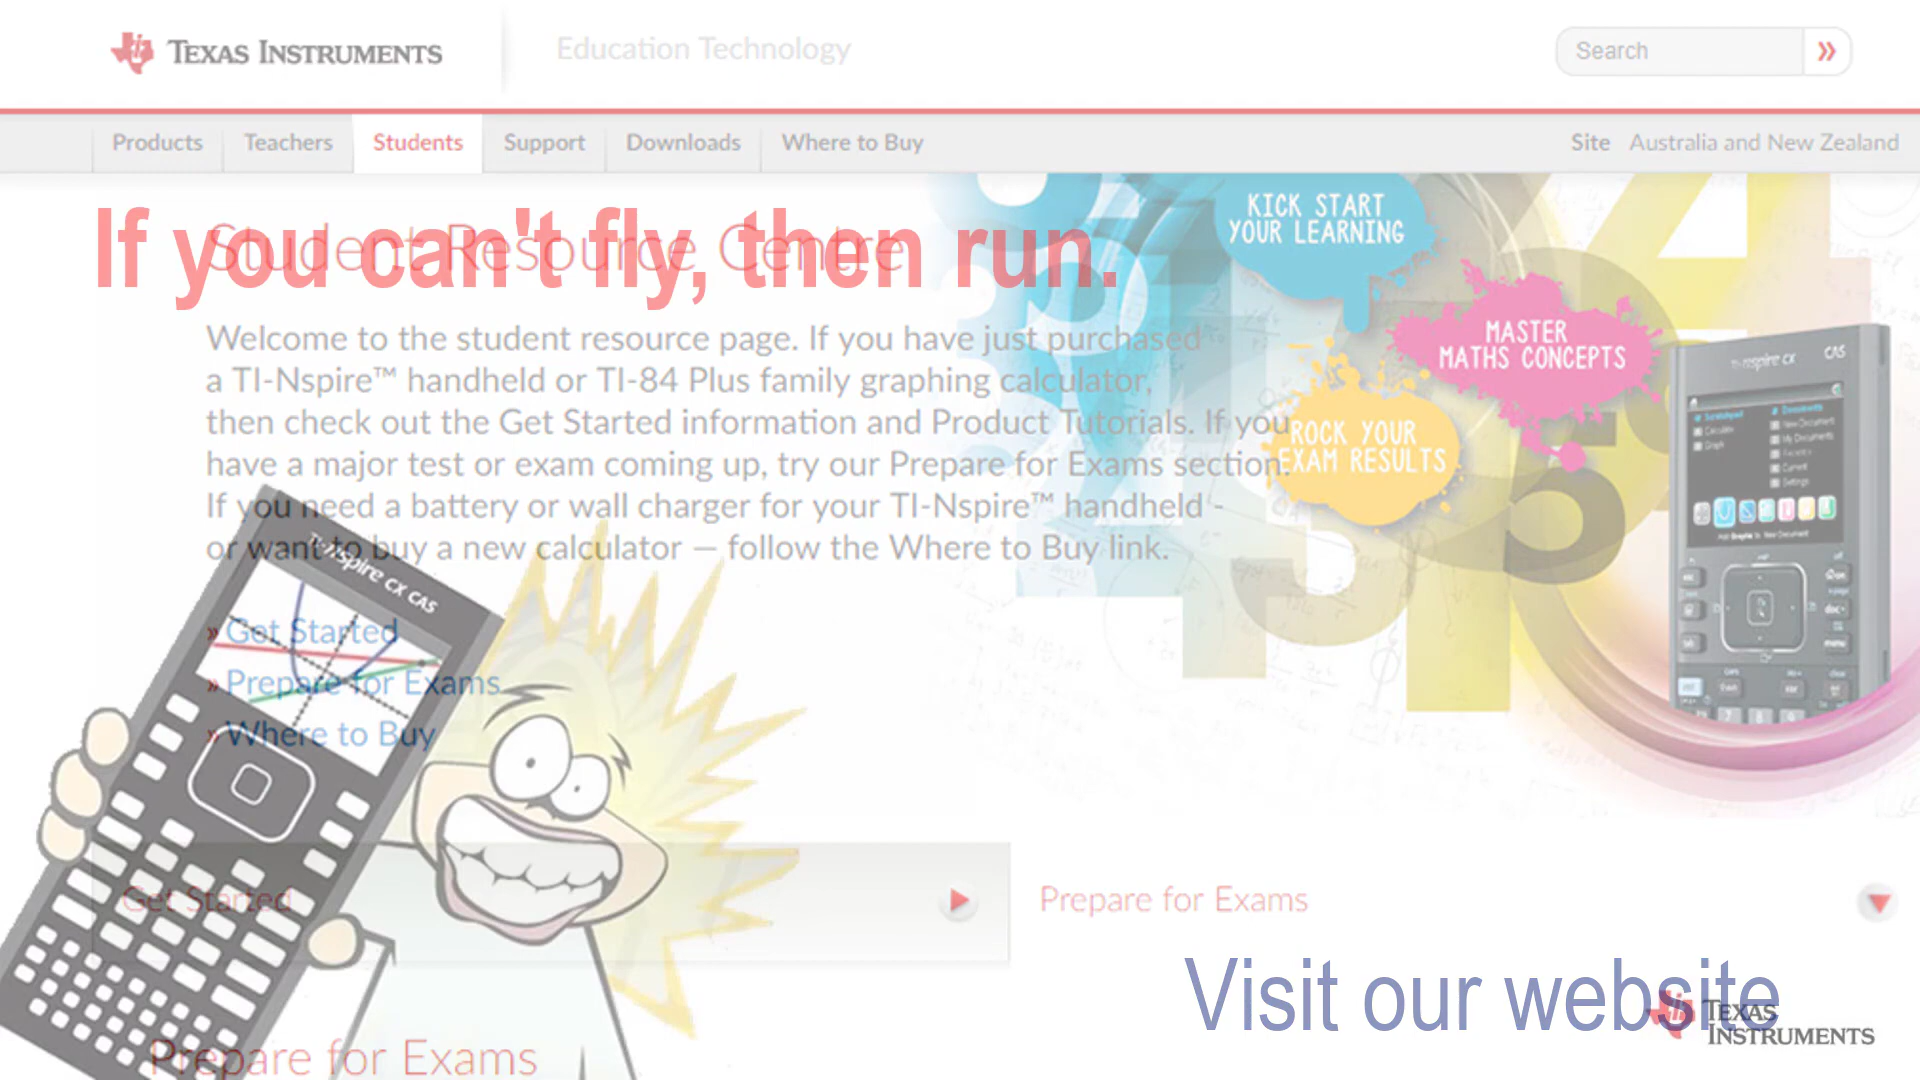 TEXAS INSTRUMENTS
Education Technology
Search
Products Teachers Students Support Downloads Where to Buy
Site Australia and New Zealand
If you can't fly, then run.
Student Resource Centre
Welcome to the student resource page. If you have just purchased
a TI-Nspire™ handheld or TI-84 Plus family graphing calculator,
then check out the Get Started information and Product Tutorials. If you
have a major test or exam coming up, try our Prepare for Exams section.
If you need a battery or wall charger for your TI-Nspire™ handheld -
or want to buy a new calculator — follow the Where to Buy link.
» Get Started
» Prepare for Exams
» Where to Buy
KICK START
YOUR LEARNING
MASTER
MATHS CONCEPTS
ROCK YOUR
EXAM RESULTS
TI-nspire CX CAS
TI-nspire CX CAS
Get Started
Prepare for Exams
Prepare for Exams
Visit our website
TEXAS
INSTRUMENTS